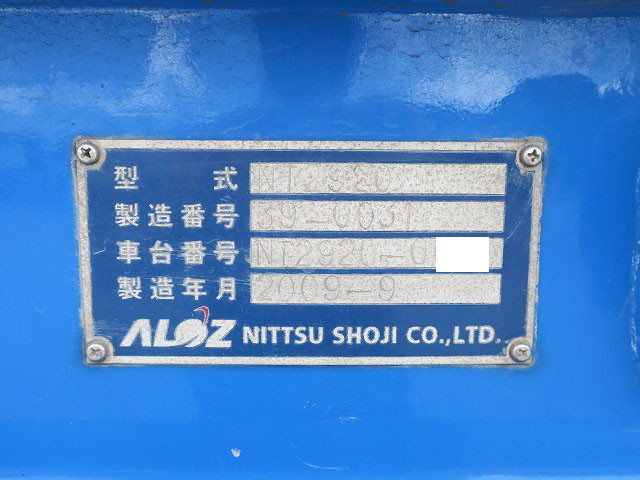 型式 NT2920
製造番号 39-0031
車台番号 NT2920-0
製造年月 2009-9
ALOZ NITTSU SHOJI CO.,LTD.